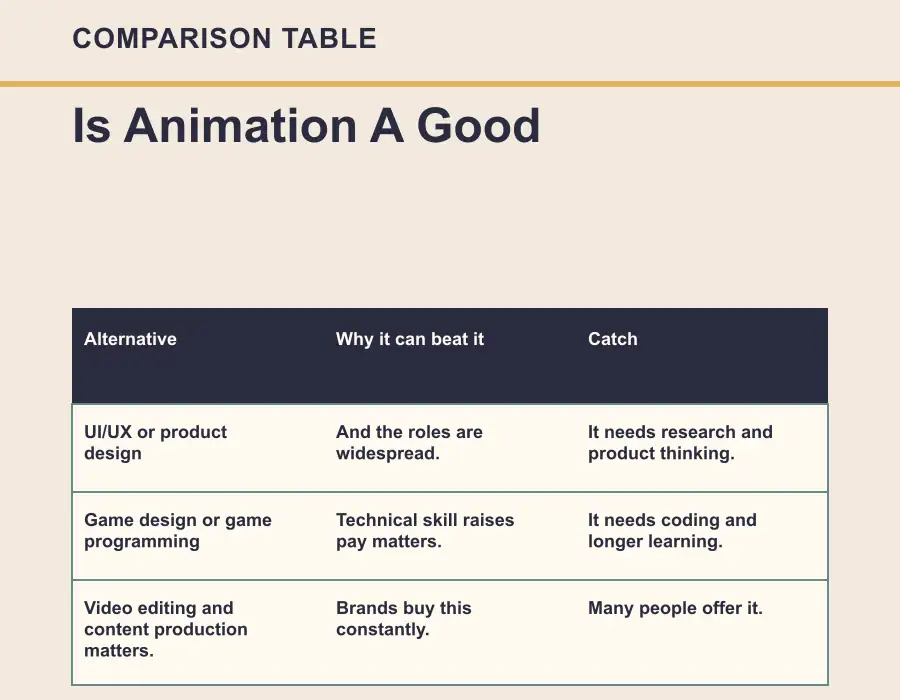 COMPARISON TABLE
Is Animation A Good
Alternative
Why it can beat it
Catch
UI/UX or product
design
And the roles are
widespread.
It needs research and
product thinking.
Game design or game
programming
Technical skill raises
pay matters.
It needs coding and
longer learning.
Video editing and
content production
matters.
Brands buy this
constantly.
Many people offer it.